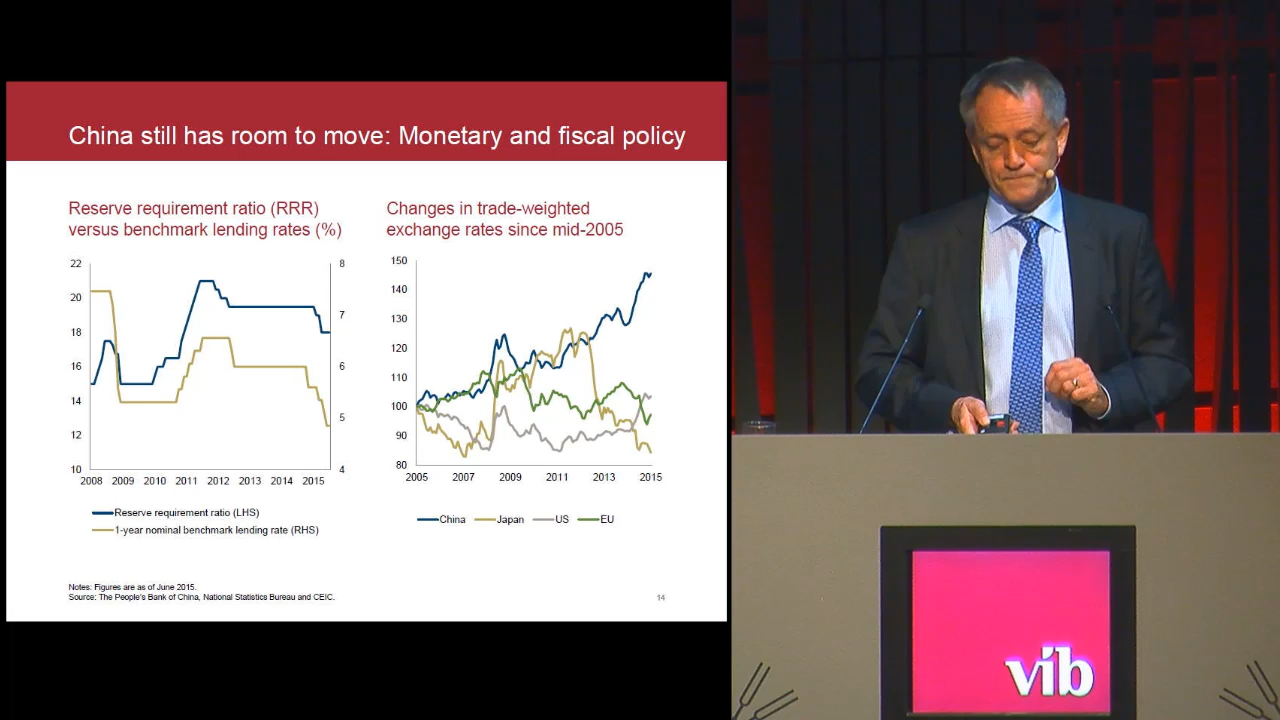 China still has room to move: Monetary and fiscal policy
Reserve requirement ratio (RRR)
versus benchmark lending rates (%)
22
20
18
16
14
12
10
8
7
6
5
4
2008 2009 2010 2011 2012 2013 2014 2015
Reserve requirement ratio (LHS)
1-year nominal benchmark lending rate (RHS)
Changes in trade-weighted
exchange rates since mid-2005
150
140
130
120
110
100
90
80
2005 2007 2009 2011 2013 2015
China Japan US EU
Notes: Figures are as of June 2015.
Source: The People's Bank of China, National Statistics Bureau and CEIC.
14
vib